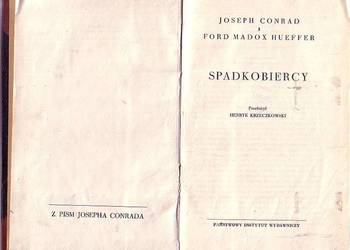 Z PISM JOSEPHA CONRADA
JOSEPH CONRAD
I
FORD MADOX HUEFFER
SPADKOBIERCY
Przełożył
HENRYK KRZECZKOWSKI
PAŃSTWOWY INSTYTUT WYDAWNICZY